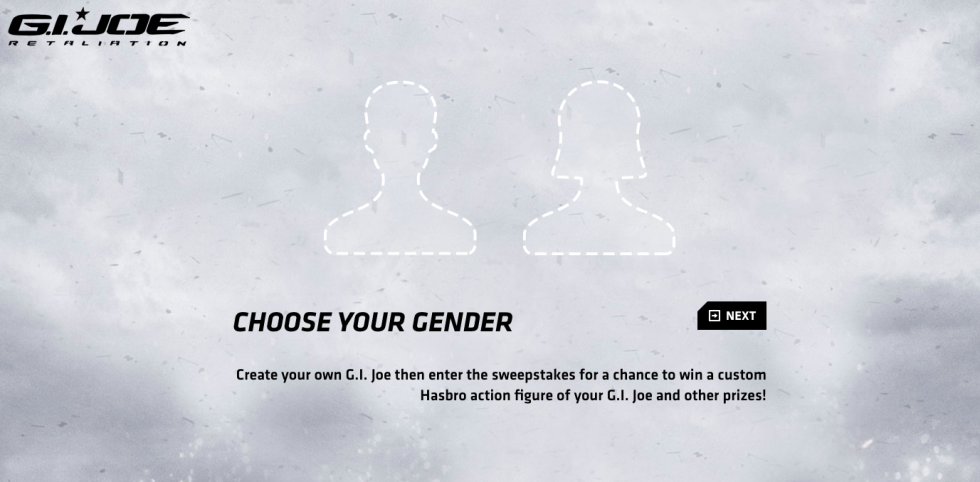 G.I. JOE
RETALIATION
CHOOSE YOUR GENDER
NEXT
Create your own G.I. Joe then enter the sweepstakes for a chance to win a custom
Hasbro action figure of your G.I. Joe and other prizes!